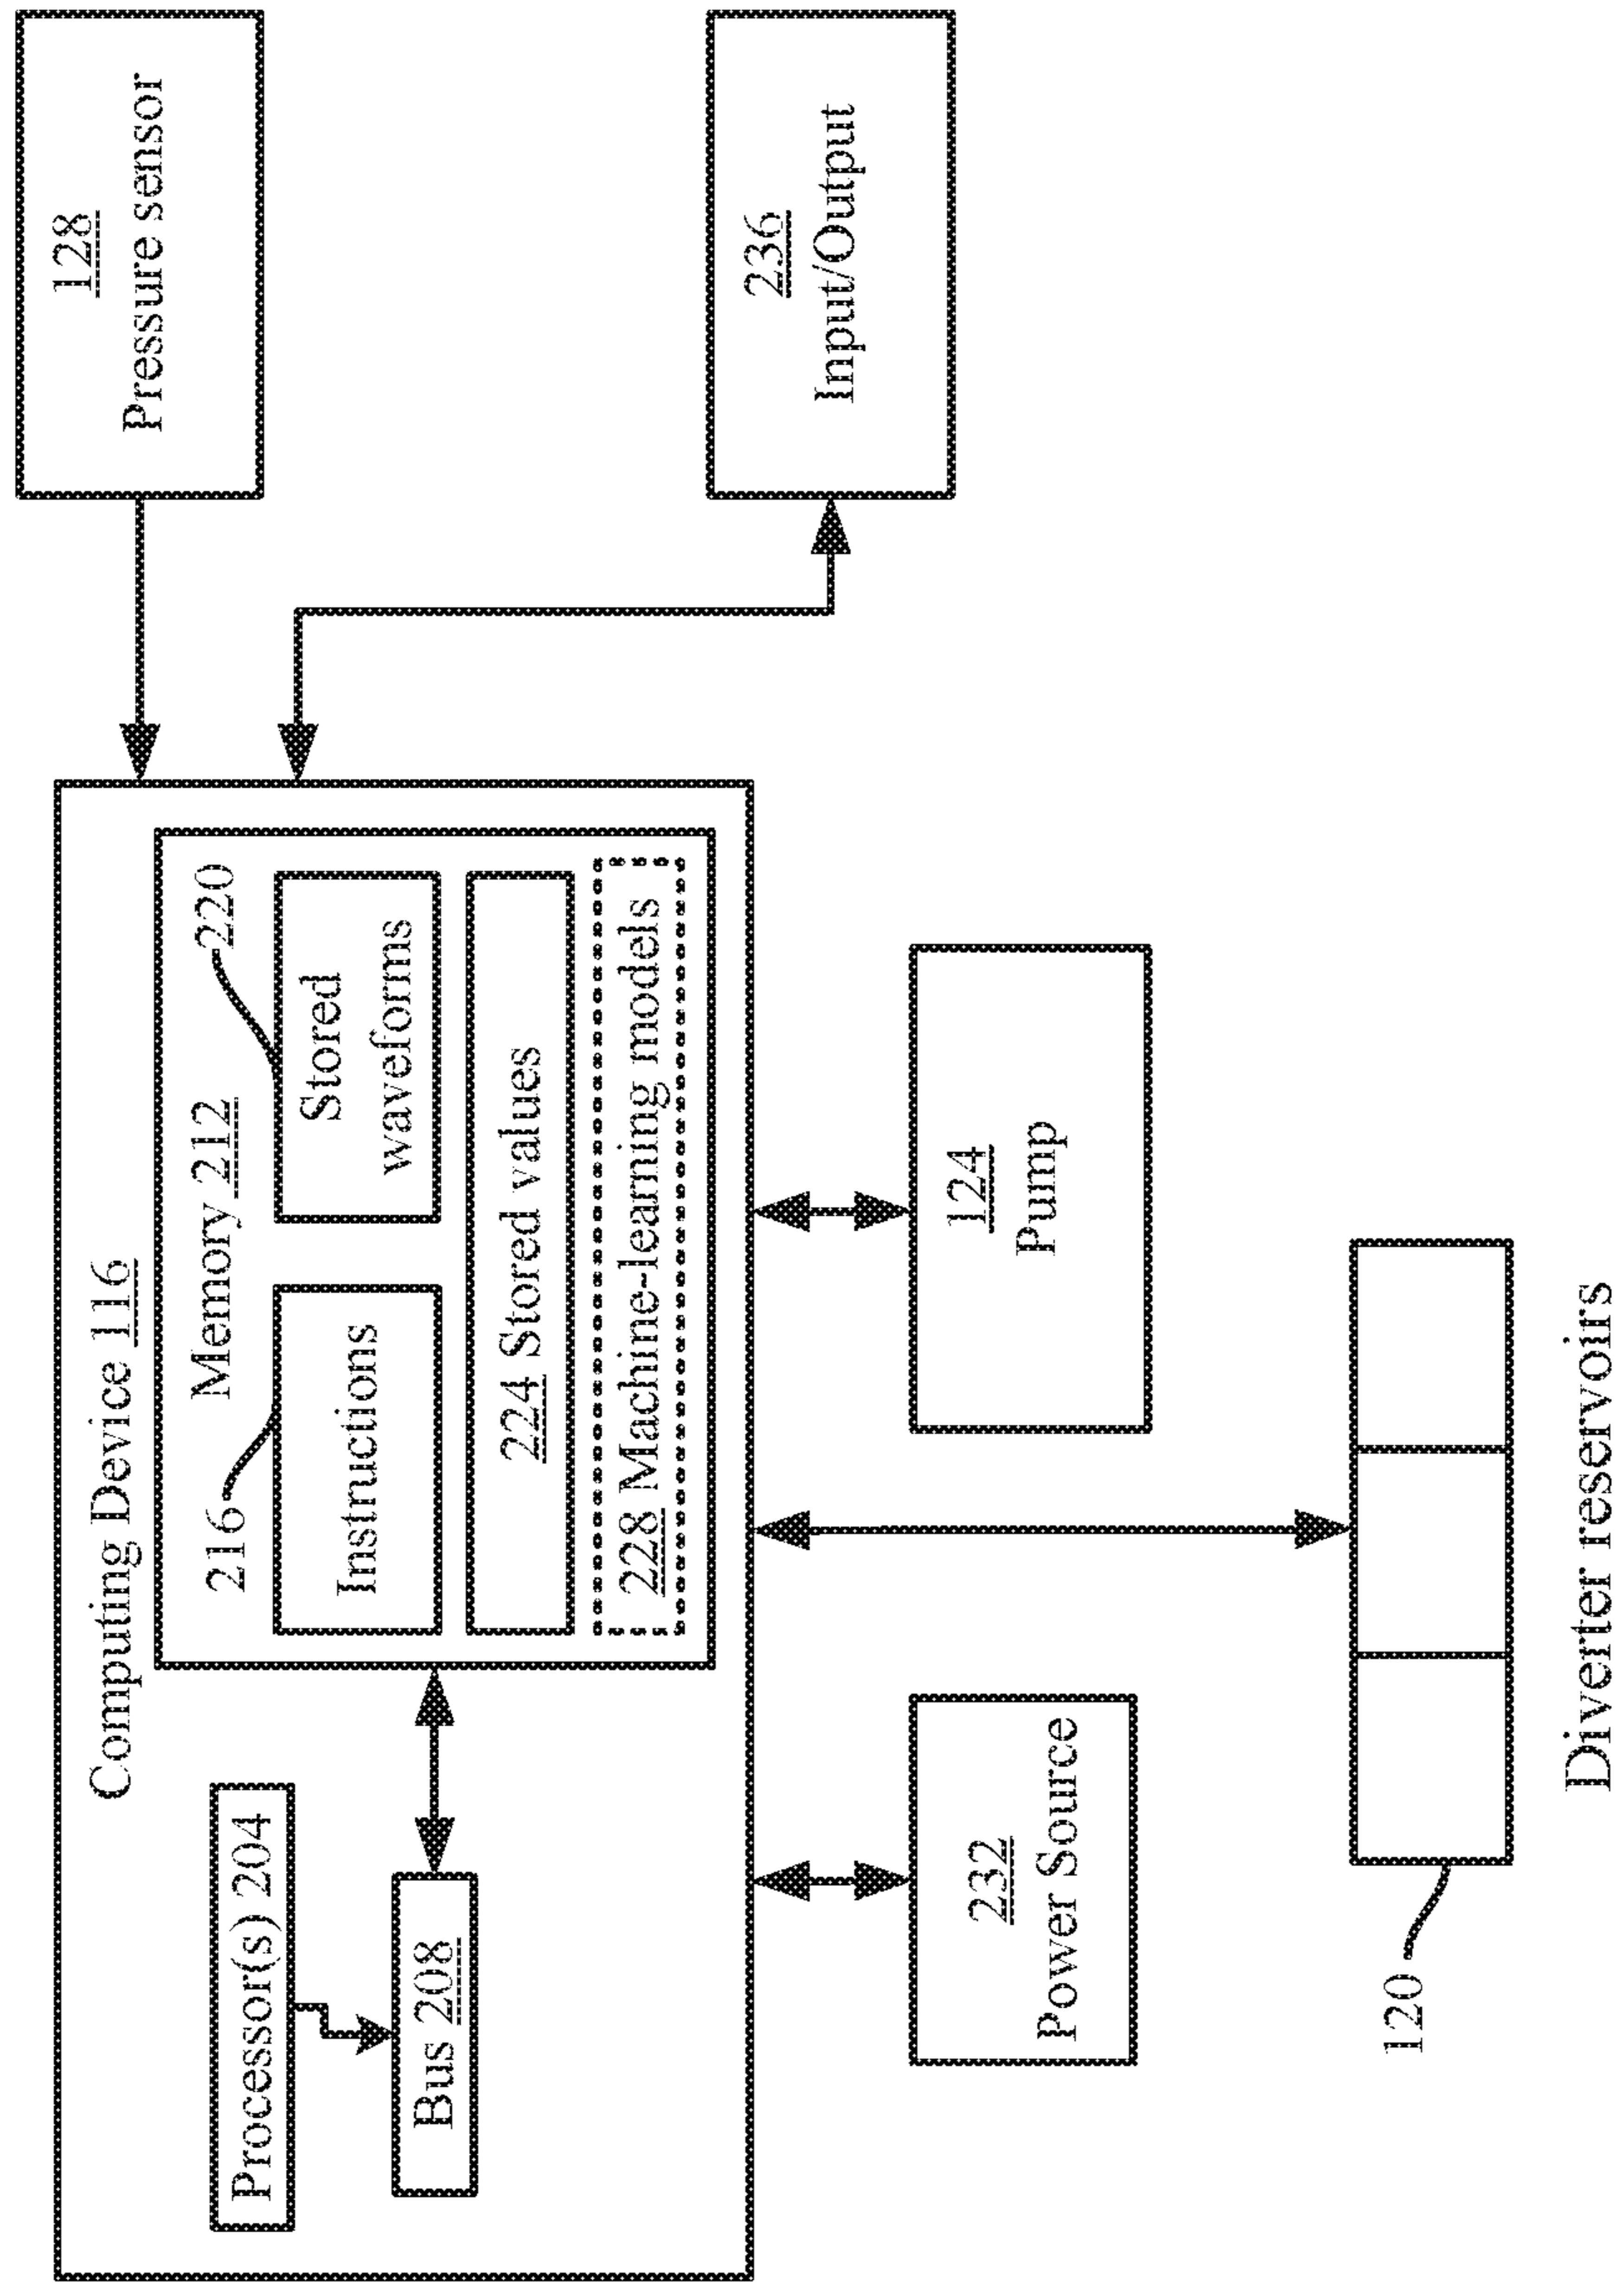 Computing Device 116
Processor(s) 204
Bus 208
Memory 212
216
Instructions
220
Stored
waveforms
224 Stored values
228 Machine-learning models
128
Pressure sensor
236
Input/Output
232
Power Source
124
Pump
120
Diverter reservoirs